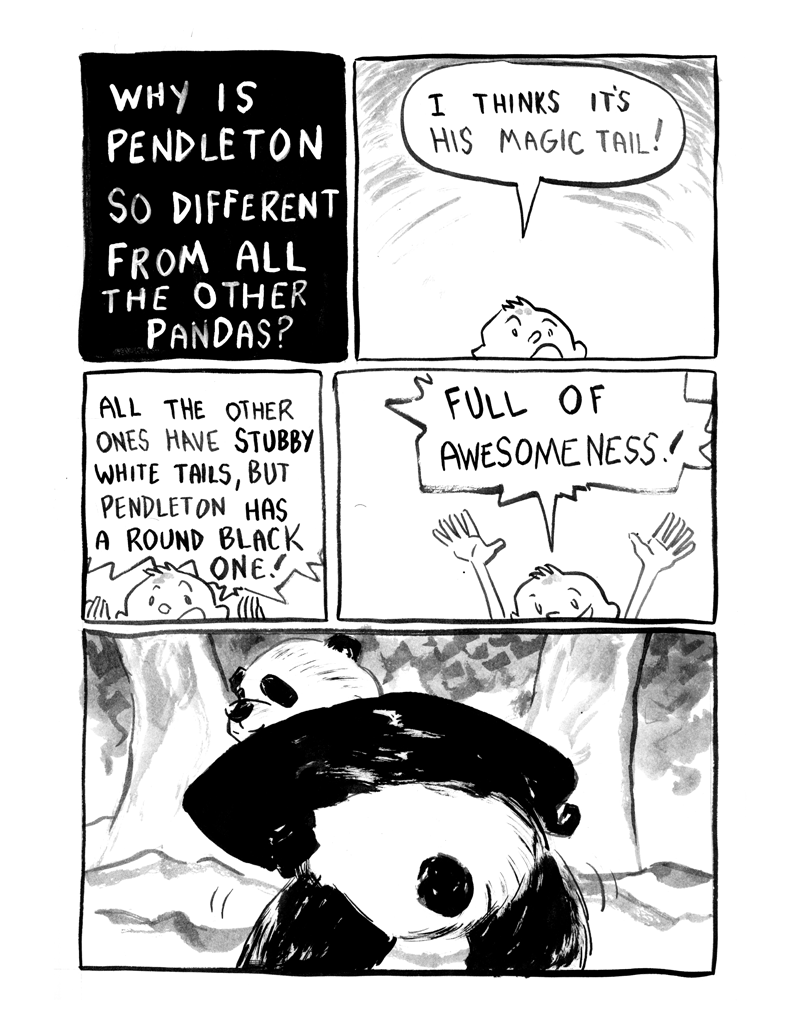 WHY IS
PENDLETON
SO DIFFERENT
FROM ALL
THE OTHER
PANDAS?
I THINKS IT'S
HIS MAGIC TAIL!
ALL THE OTHER
ONES HAVE STUBBY
WHITE TAILS, BUT
PENDLETON HAS
A ROUND BLACK
ONE!
FULL OF
AWESOMENESS!